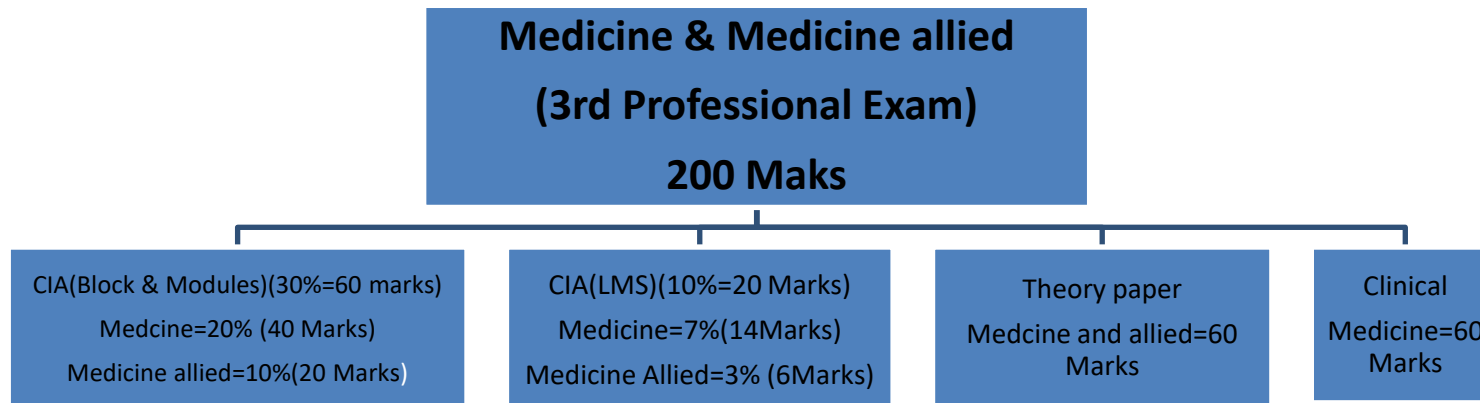 Medicine & Medicine allied
(3rd Professional Exam)
200 Maks
CIA(Block & Modules)(30%=60 marks)
Medcine=20% (40 Marks)
Medicine allied=10%(20 Marks)
CIA(LMS)(10%=20 Marks)
Medicine=7%(14Marks)
Medicine Allied=3% (6Marks)
Theory paper
Medcine and allied=60
Marks
Clinical
Medicine=60
Marks